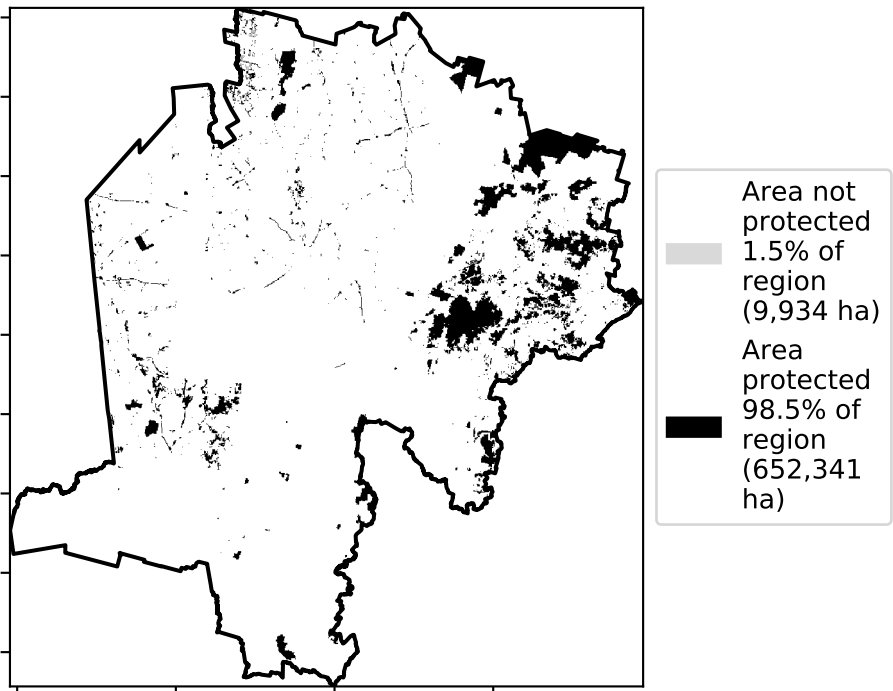 Area not
protected
1.5% of
region
(9,934 ha)
Area
protected
98.5% of
region
(652,341
ha)